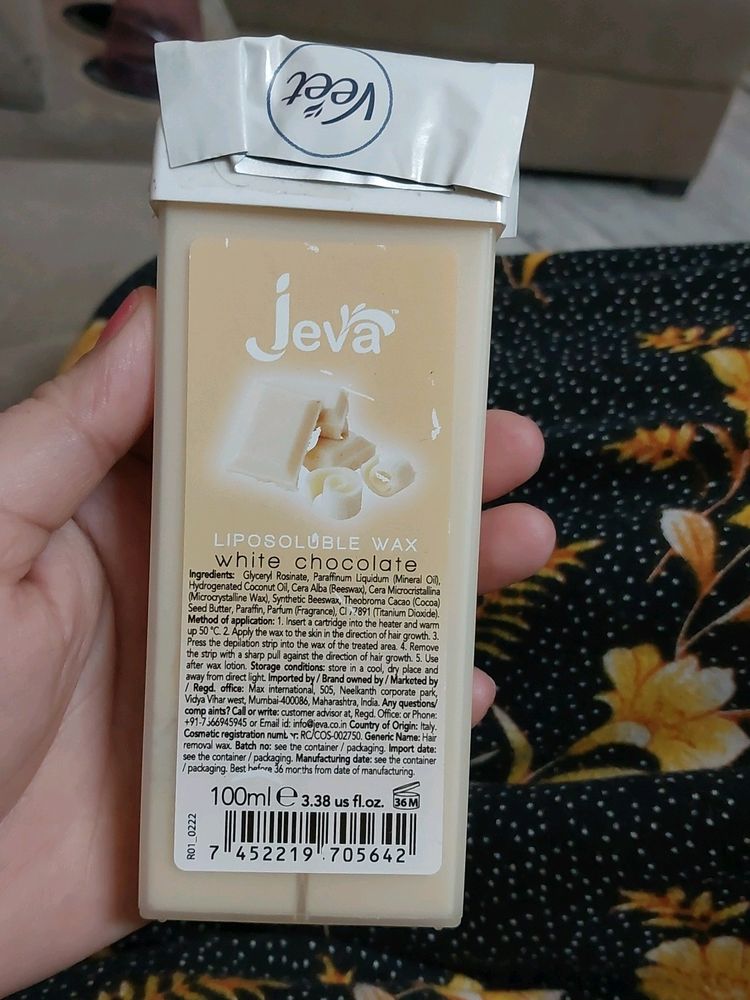 Veet
Jeva™
LIPOSOLUBLE WAX
white chocolate
Ingredients: Glyceryl Rosinate, Paraffinum Liquidum (Mineral Oil),
Hydrogenated Coconut Oil, Cera Alba (Beeswax), Cera Microcristallina
(Microcrystalline Wax), Synthetic Beeswax, Theobroma Cacao (Cocoa)
Seed Butter, Paraffin, Parfum (Fragrance), CI 77891 (Titanium Dioxide).
Method of application: 1. Insert a cartridge into the heater and warm
up 50 °C. 2. Apply the wax to the skin in the direction of hair growth. 3.
Press the depilation strip into the wax of the treated area. 4. Remove
the strip with a sharp pull against the direction of hair growth. 5. Use
after wax lotion. Storage conditions: store in a cool, dry place and
away from direct light. Imported by / Brand owned by / Marketed by
/ Regd. office: Max international, 505, Neelkanth corporate park,
Vidya Vihar west, Mumbai-400086, Maharashtra, India. Any questions/
complaints? Call or write: customer advisor at, Regd. Office: or Phone:
+91-7566945945 or Email id: info@jeva.co.in Country of Origin: Italy.
Cosmetic registration number: RC/COS-002750. Generic Name: Hair
removal wax. Batch no: see the container / packaging. Import date:
see the container / packaging. Manufacturing date: see the container
/ packaging. Best before 36 months from date of manufacturing.
100ml e 3.38 us fl.oz. 36M
R01_0222
7 452219 705642